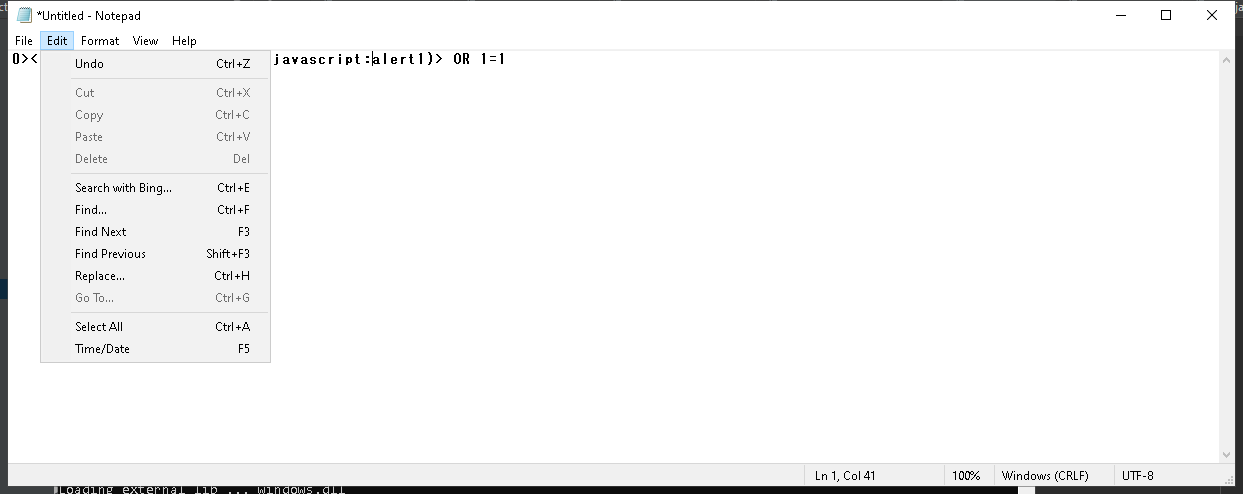 *Untitled - Notepad
File Edit Format View Help
0>< javascript:alert1)> OR 1=1
Undo Ctrl+Z
Cut Ctrl+X
Copy Ctrl+C
Paste Ctrl+V
Delete Del
Search with Bing... Ctrl+E
Find... Ctrl+F
Find Next F3
Find Previous Shift+F3
Replace... Ctrl+H
Go To... Ctrl+G
Select All Ctrl+A
Time/Date F5
Ln 1, Col 41 100% Windows (CRLF) UTF-8
Loading external lib ... windows.dll